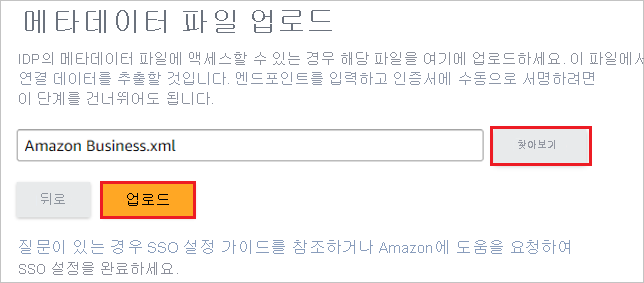 메타데이터 파일 업로드
IDP의 메타데이터 파일에 액세스할 수 있는 경우 해당 파일을 여기에 업로드하세요. 이 파일에서
연결 데이터를 추출할 것입니다. 엔드포인트를 입력하고 인증서에 수동으로 서명하려면
이 단계를 건너뛰어도 됩니다.
Amazon Business.xml
찾아보기
뒤로
업로드
질문이 있는 경우 SSO 설정 가이드를 참조하거나 Amazon에 도움을 요청하여
SSO 설정을 완료하세요.